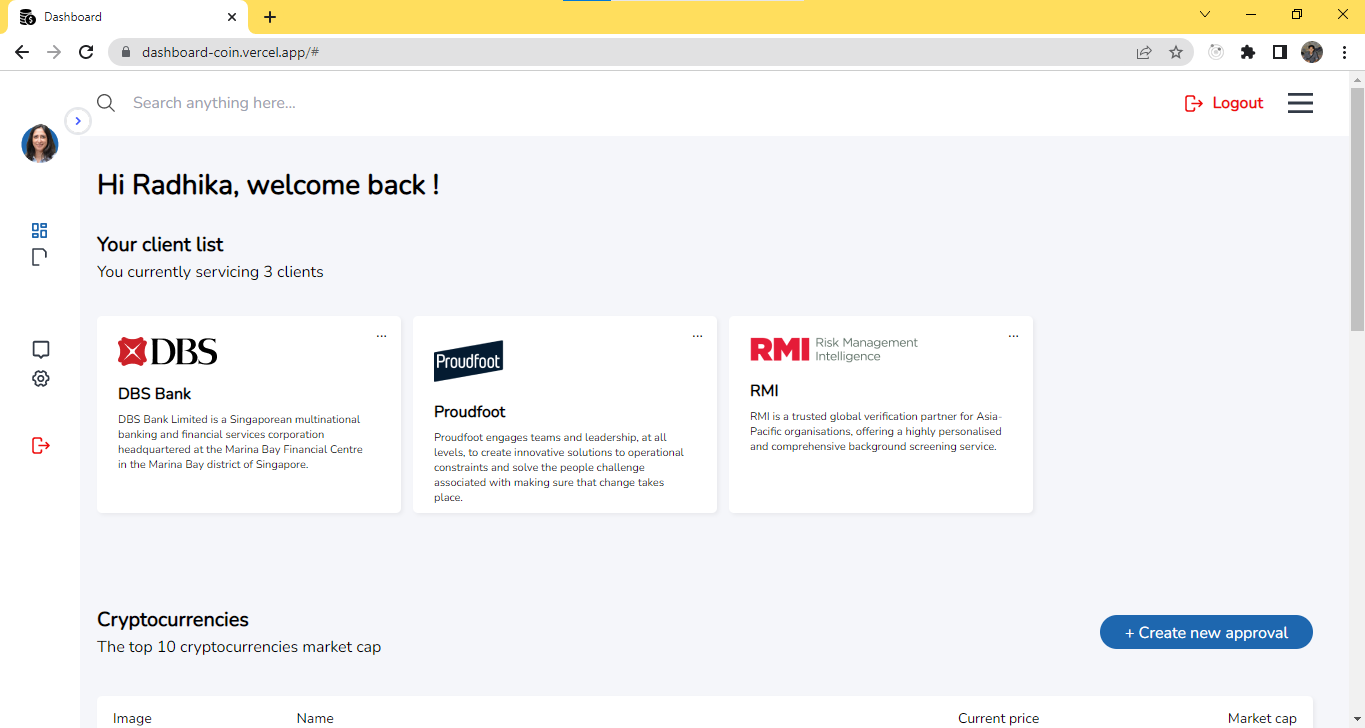 Dashboard
dashboard-coin.vercel.app/#
Search anything here...
Logout
Hi Radhika, welcome back !
Your client list
You currently servicing 3 clients
...
DBS
DBS Bank
DBS Bank Limited is a Singaporean multinational
banking and financial services corporation
headquartered at the Marina Bay Financial Centre
in the Marina Bay district of Singapore.
...
Proudfoot
Proudfoot
Proudfoot engages teams and leadership, at all
levels, to create innovative solutions to operational
constraints and solve the people challenge
associated with making sure that change takes
place.
...
RMI Risk Management
Intelligence
RMI
RMI is a trusted global verification partner for Asia-
Pacific organisations, offering a highly personalised
and comprehensive background screening service.
Cryptocurrencies
The top 10 cryptocurrencies market cap
+ Create new approval
Image Name Current price Market cap